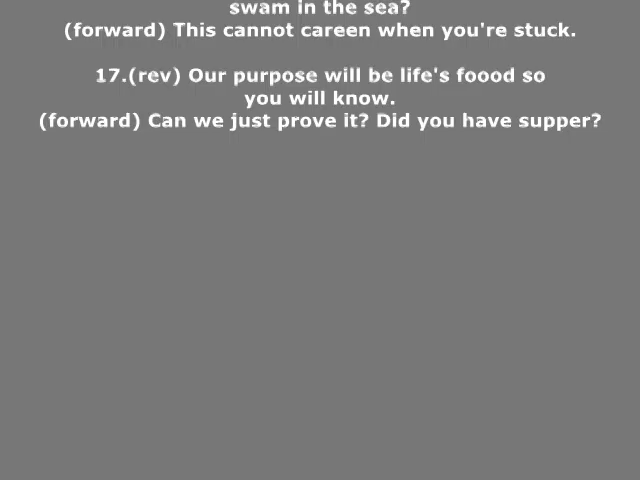 swam in the sea?
(forward) This cannot careen when you're stuck.
17.(rev) Our purpose will be life's foood so
you will know.
(forward) Can we just prove it? Did you have supper?